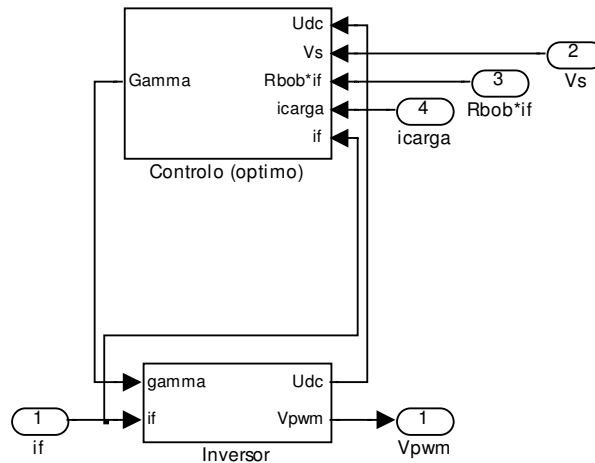 Udc
Vs
Gamma
Rbob*if
icarga
if
Controlo (optimo)
2
Vs
3
Rbob*if
4
icarga
gamma
Udc
if
Vpwm
Inversor
1
if
1
Vpwm